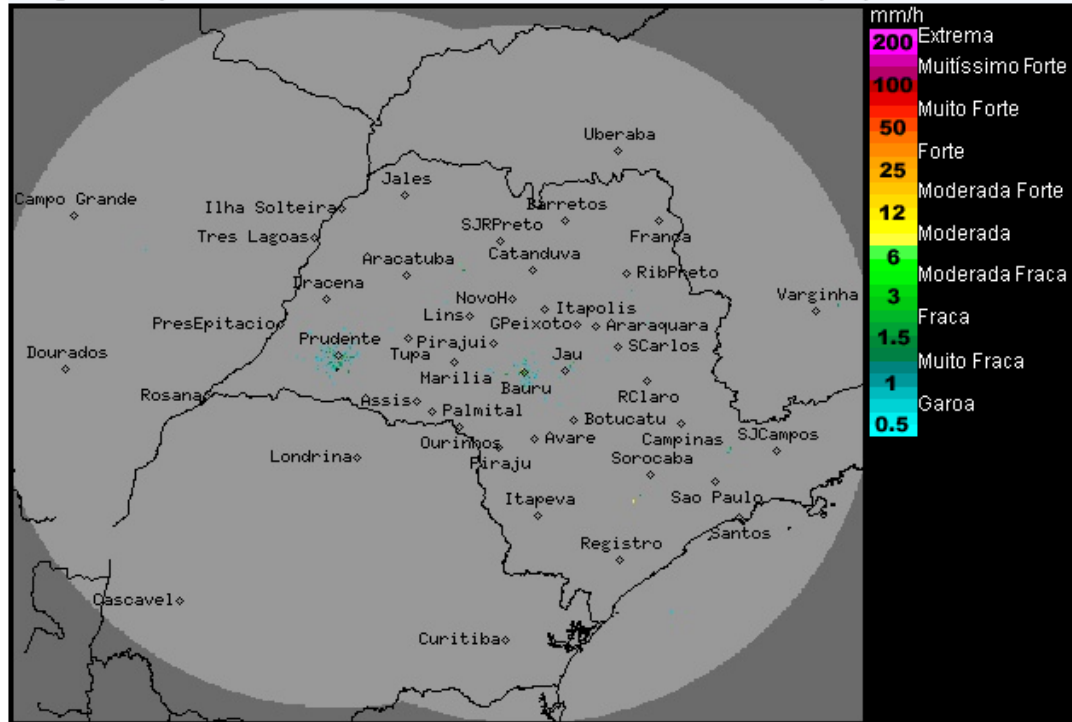 mm/h
200 Extrema
Muitíssimo Forte
100
Muito Forte
50
Forte
25
Moderada Forte
12
Moderada
6
Moderada Fraca
3
Fraca
1.5
Muito Fraca
1
Garoa
0.5
Uberaba
Jales
Campo Grande
Ilha Solteira
Barretos
Tres Lagoas
SJRPreto
Franca
Aracatuba
Catanduva
RibPreto
Dracena
NovoH
Varginha
Lins
Itapolis
PresEpitacio
GPeixoto
Araraquara
Prudente
Pirajui
SCarlos
Dourados
Tupa
Jau
Marilia
Bauru
Rosana
Assis
RClaro
Palmital
Botucatu
Ourinhos
Avare
Campinas
SJCampos
Londrina
Piraju
Sorocaba
Itapeva
Sao Paulo
Santos
Registro
Cascavel
Curitiba